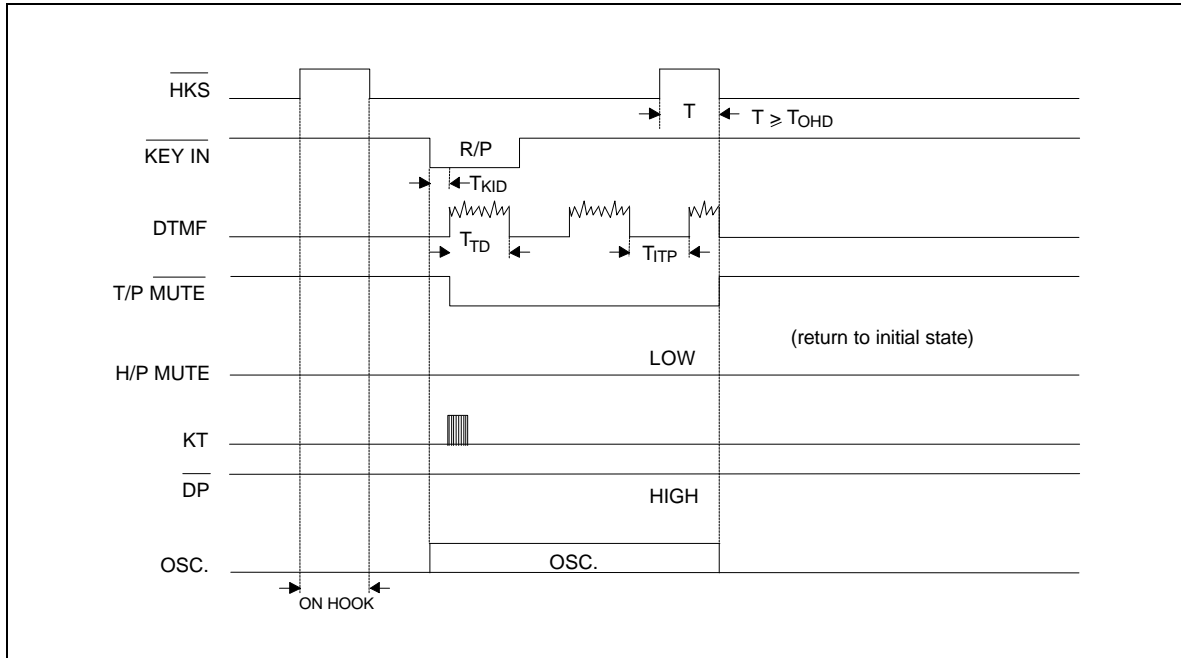 HKS
T
T ⩾ TOHD
KEY IN
R/P
TKID
DTMF
TTD
TITP
T/P MUTE
(return to initial state)
LOW
H/P MUTE
KT
DP
HIGH
OSC.
OSC.
ON HOOK